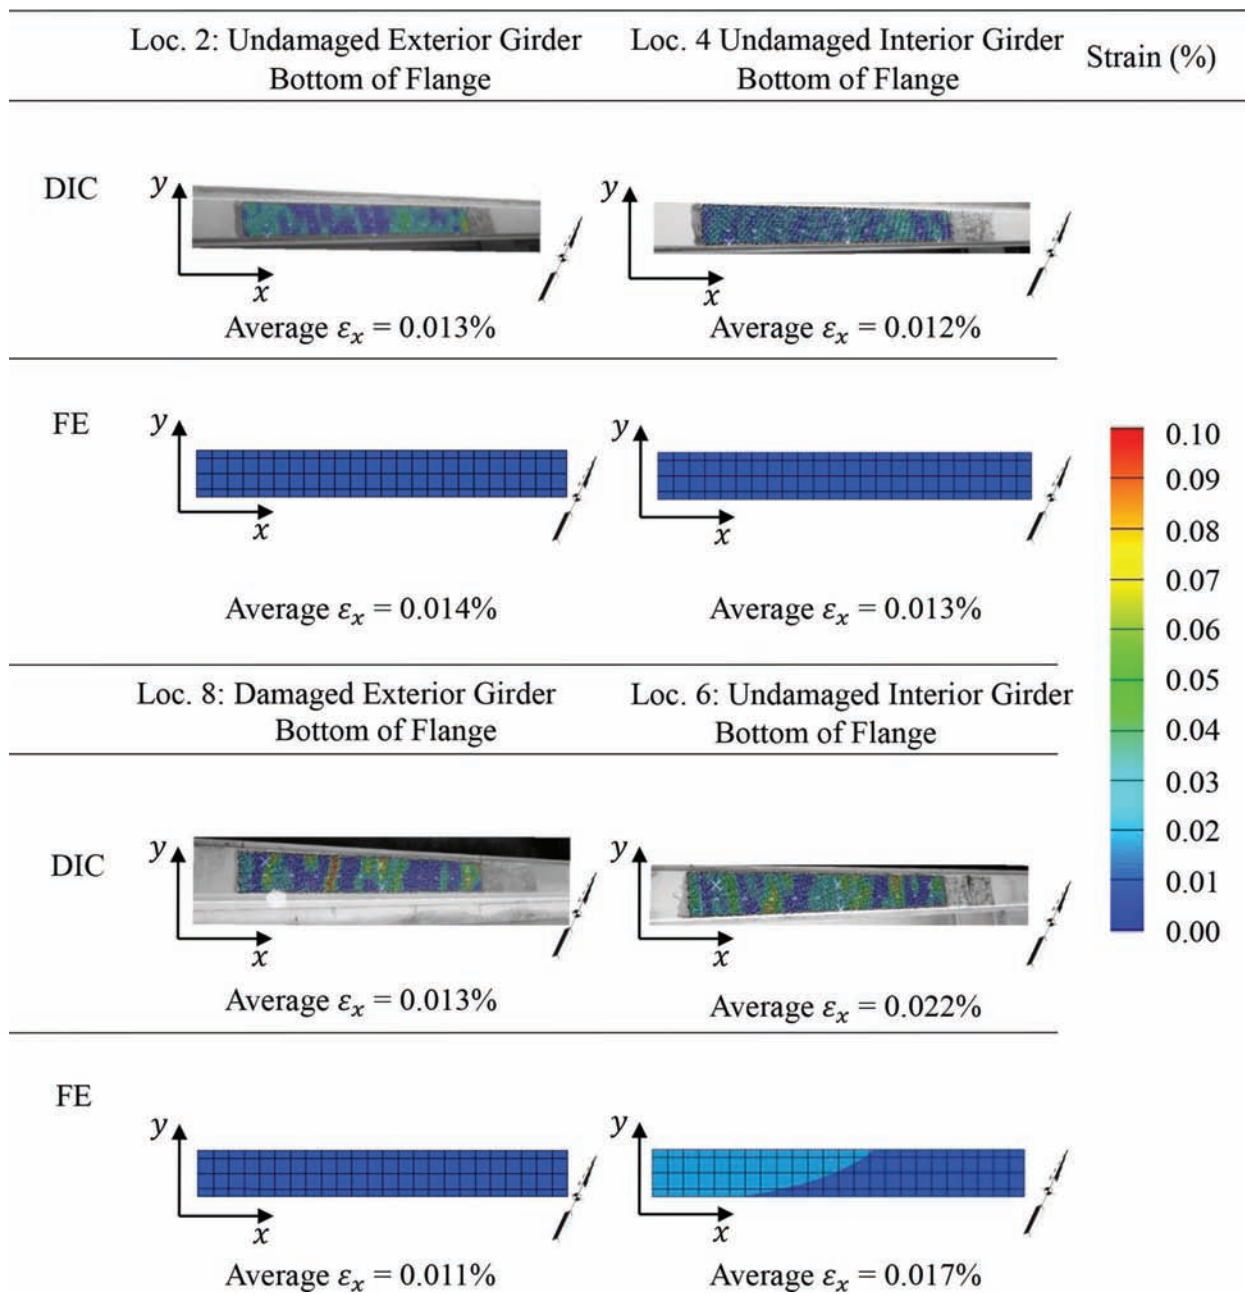 Loc. 2: Undamaged Exterior Girder
Bottom of Flange
Loc. 4 Undamaged Interior Girder
Bottom of Flange
Strain (%)
DIC
y
x
Average εₓ = 0.013%
y
x
Average εₓ = 0.012%
FE
y
x
Average εₓ = 0.014%
y
x
Average εₓ = 0.013%
0.10
0.09
0.08
0.07
0.06
0.05
0.04
0.03
0.02
0.01
0.00
Loc. 8: Damaged Exterior Girder
Bottom of Flange
Loc. 6: Undamaged Interior Girder
Bottom of Flange
DIC
y
x
Average εₓ = 0.013%
y
x
Average εₓ = 0.022%
FE
y
x
Average εₓ = 0.011%
y
x
Average εₓ = 0.017%